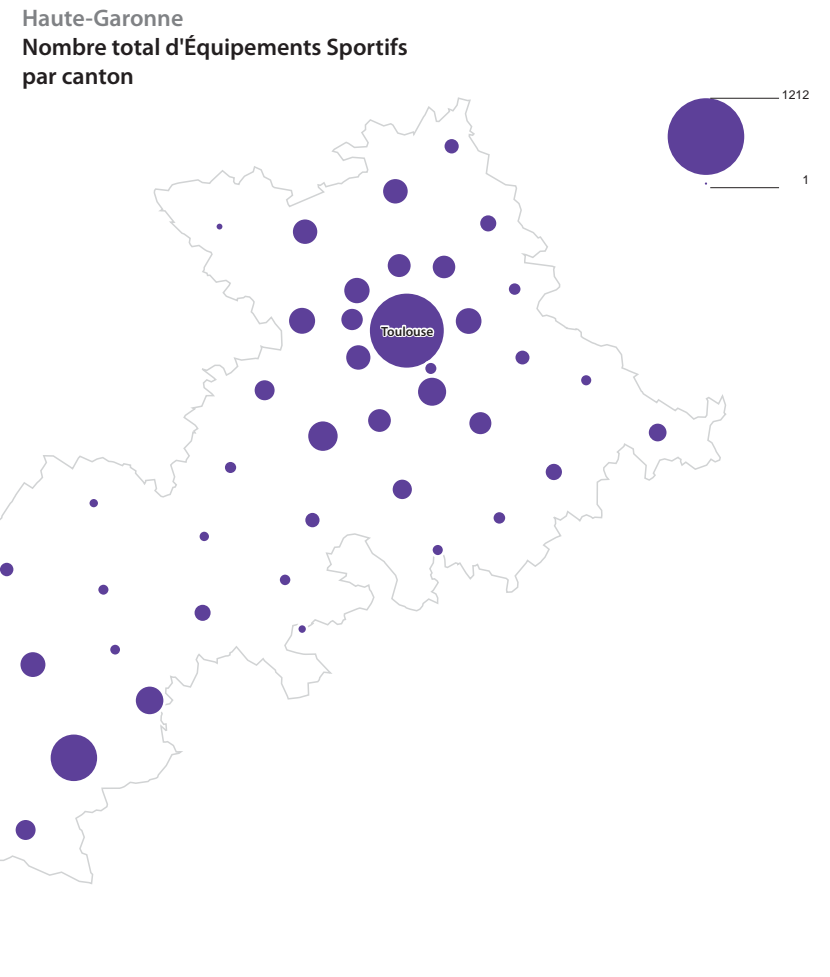 Haute-Garonne
Nombre total d'Équipements Sportifs
par canton
1212
1
Toulouse